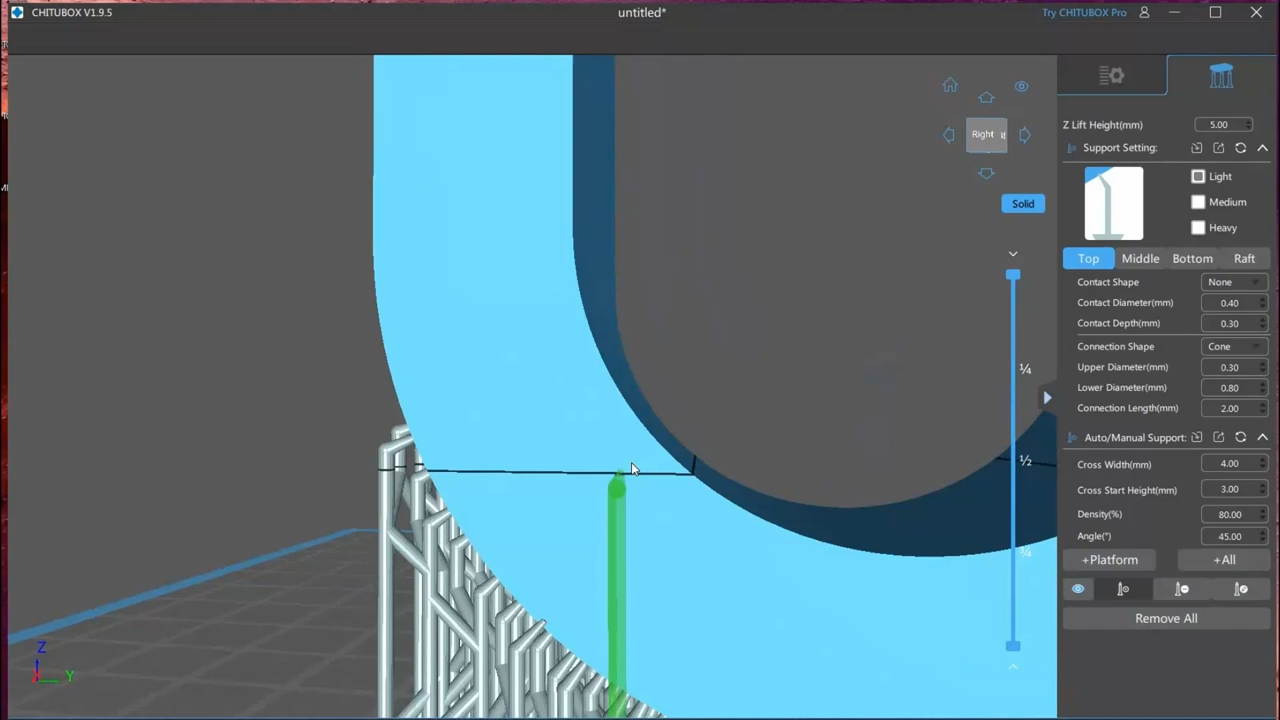 CHITUBOX V1.9.5
untitled*
Try CHITUBOX Pro
Right
Solid
¼
½
¾
Z
Y
Z Lift Height(mm) 5.00
Support Setting:
Light
Medium
Heavy
Top Middle Bottom Raft
Contact Shape None
Contact Diameter(mm) 0.40
Contact Depth(mm) 0.30
Connection Shape Cone
Upper Diameter(mm) 0.30
Lower Diameter(mm) 0.80
Connection Length(mm) 2.00
Auto/Manual Support:
Cross Width(mm) 4.00
Cross Start Height(mm) 3.00
Density(%) 80.00
Angle(°) 45.00
+Platform +All
Remove All